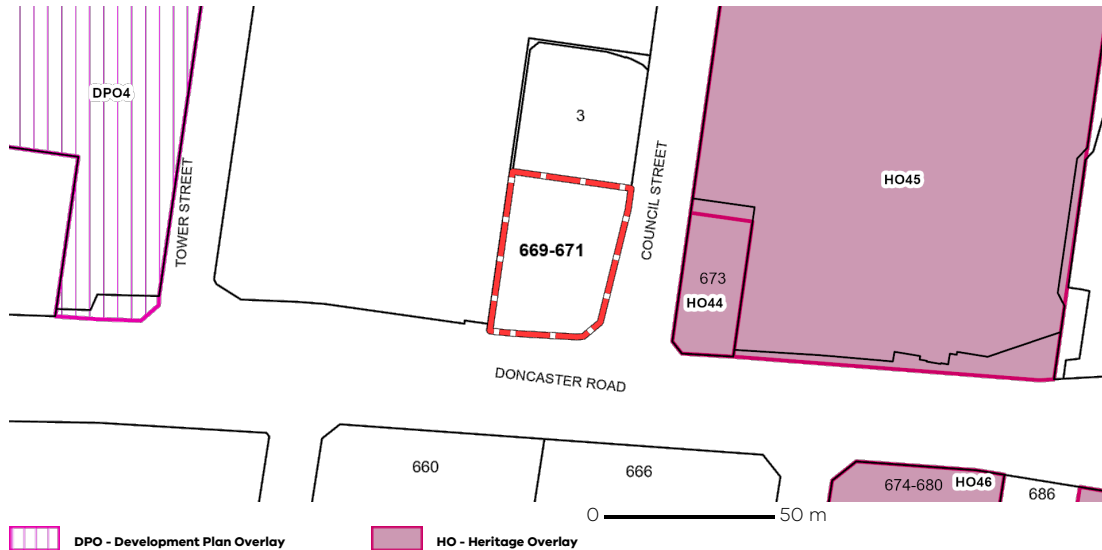 DPO4
3
TOWER STREET
COUNCIL STREET
HO45
669-671
673
HO44
DONCASTER ROAD
660
666
674-680
HO46
686
0 50 m
DPO - Development Plan Overlay
HO - Heritage Overlay